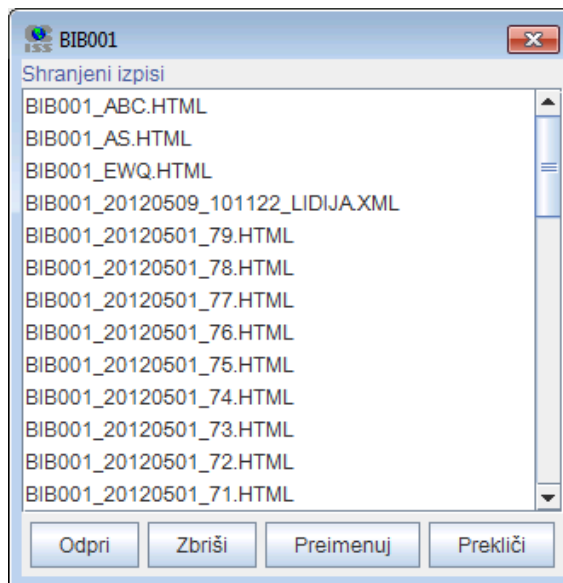 ISS
BIB001
Shranjeni izpisi
BIB001_ABC.HTML
BIB001_AS.HTML
BIB001_EWQ.HTML
BIB001_20120509_101122_LIDIJA.XML
BIB001_20120501_79.HTML
BIB001_20120501_78.HTML
BIB001_20120501_77.HTML
BIB001_20120501_76.HTML
BIB001_20120501_75.HTML
BIB001_20120501_74.HTML
BIB001_20120501_73.HTML
BIB001_20120501_72.HTML
BIB001_20120501_71.HTML
Odpri Zbriši Preimenuj Prekliči